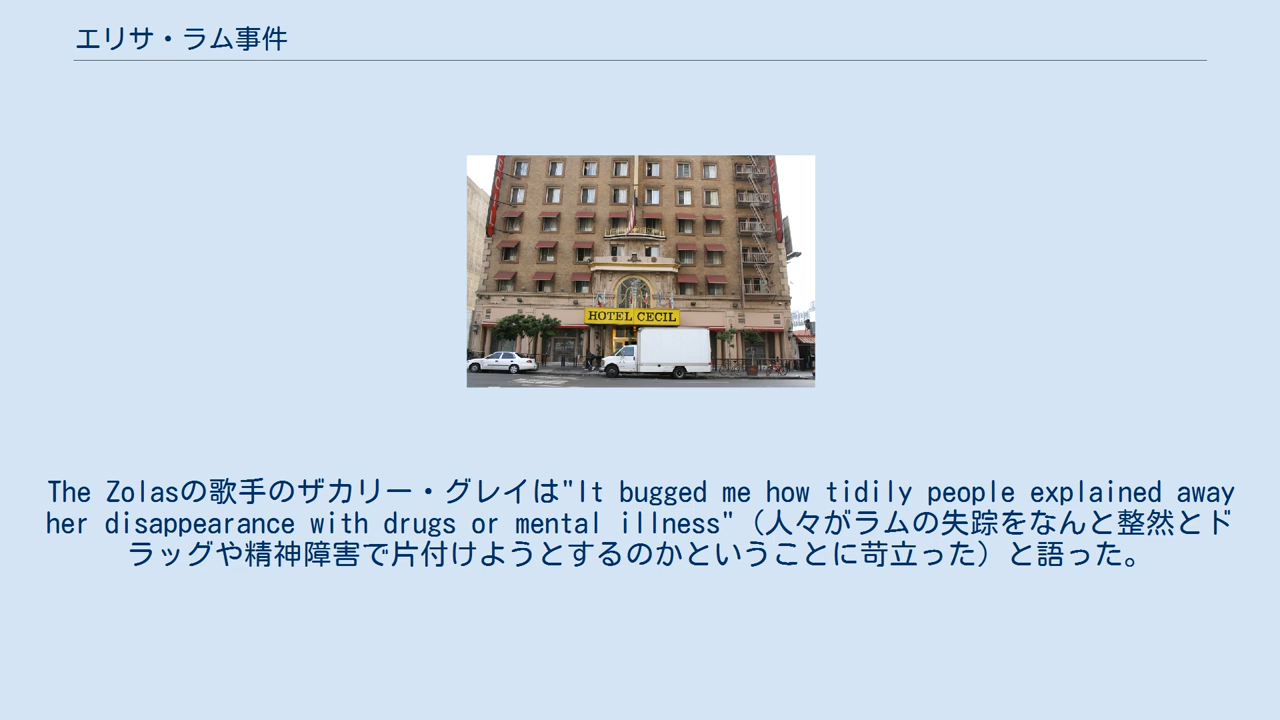 エリサ・ラム事件
HOTEL CECIL
The Zolasの歌手のザカリー・グレイは"It bugged me how tidily people explained away
her disappearance with drugs or mental illness"（人々がラムの失踪をなんと整然とド
ラッグや精神障害で片付けようとするのかということに苛立った）と語った。